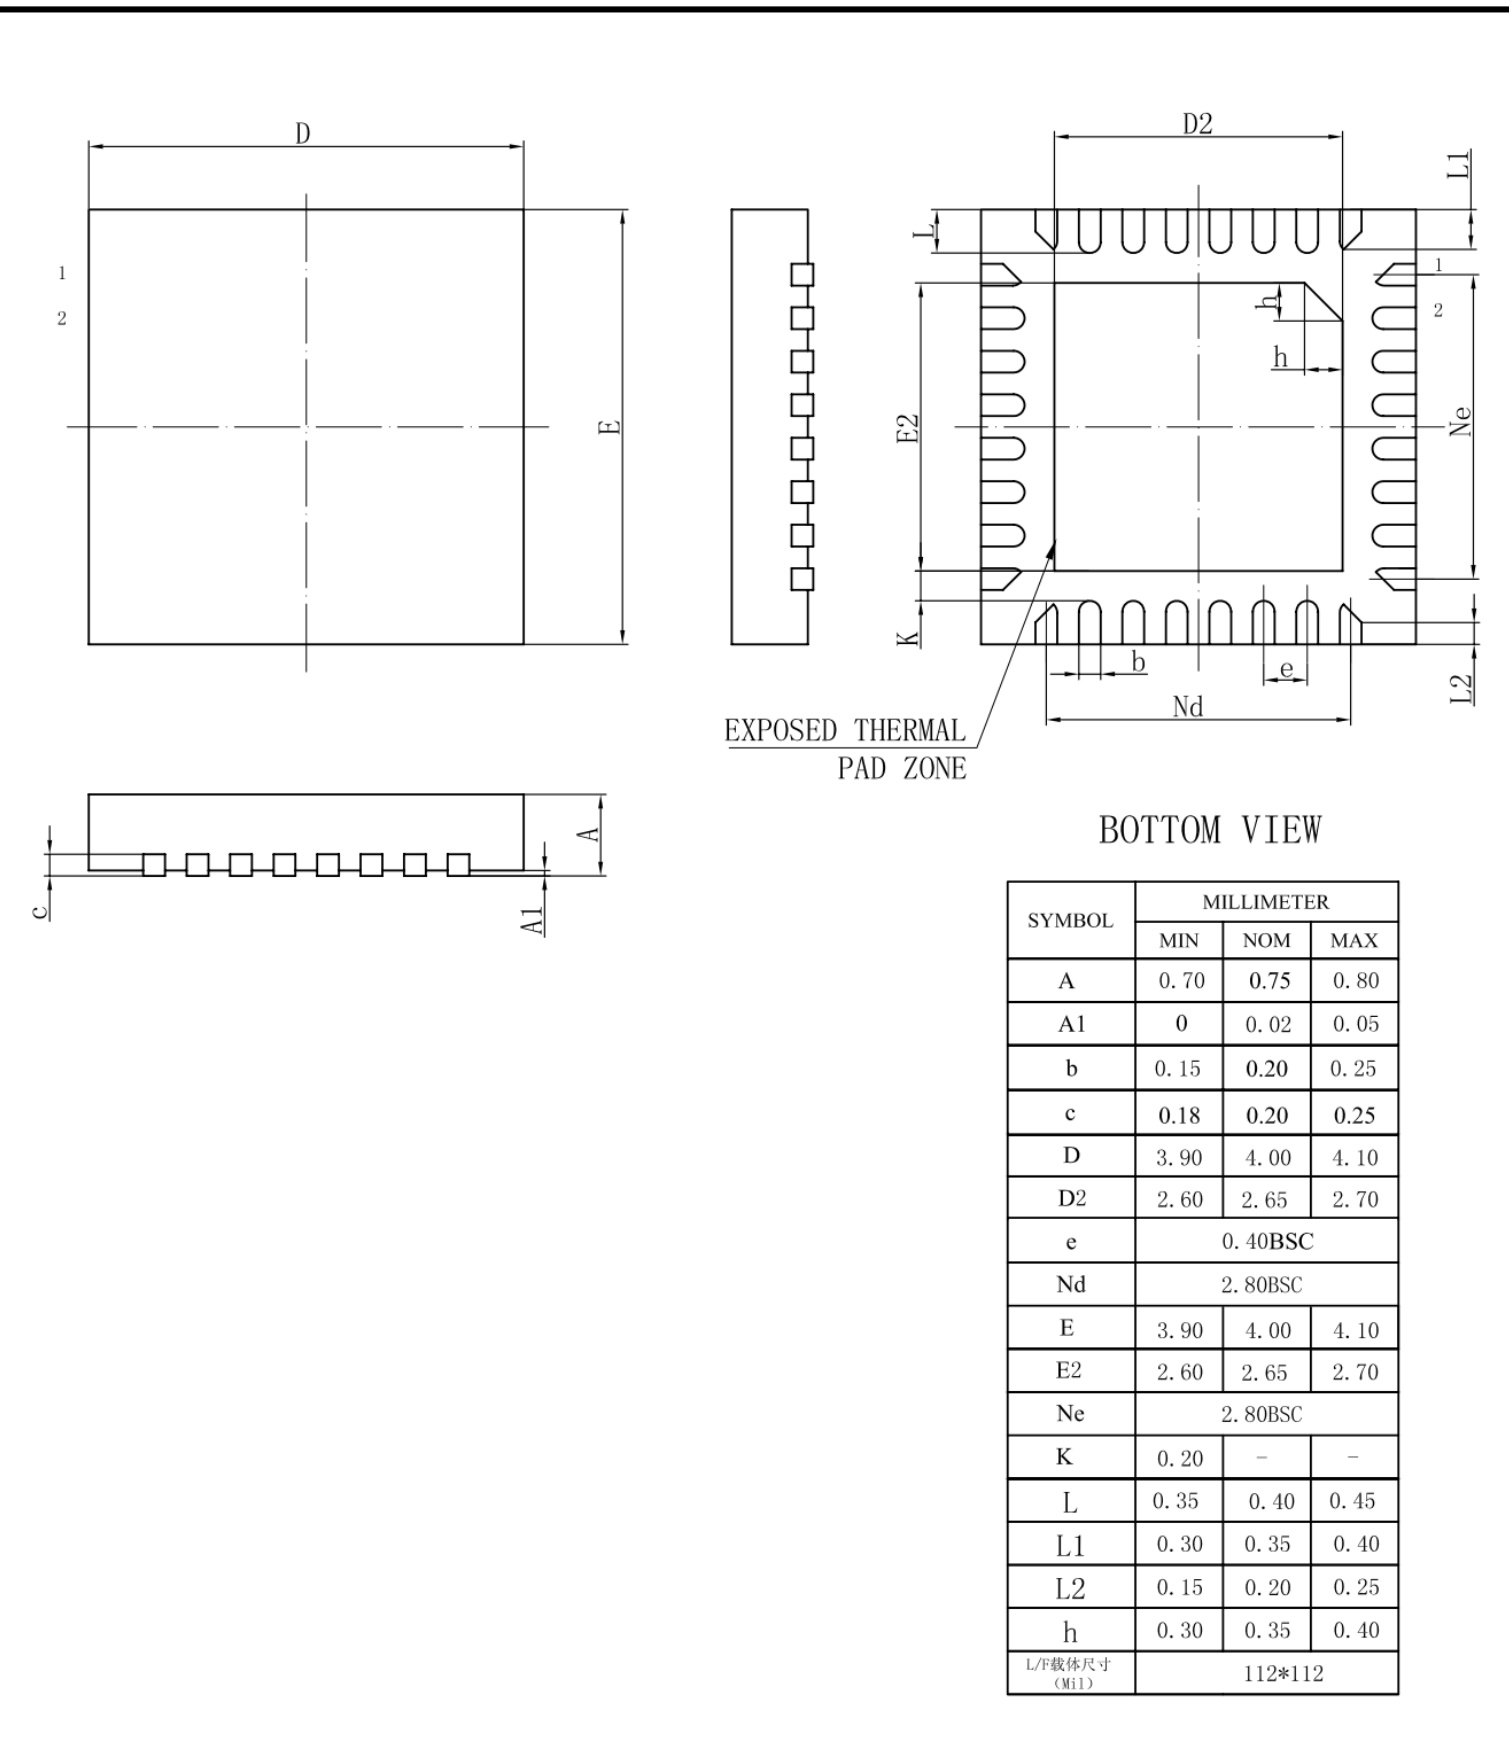 D
D2
L1
L
1
2
E
h
h
1
2
E2
Ne
K
b
e
L2
Nd
EXPOSED THERMAL
PAD ZONE
A
c
A1
BOTTOM VIEW
SYMBOL MILLIMETER
MIN NOM MAX
A 0.70 0.75 0.80
A1 0 0.02 0.05
b 0.15 0.20 0.25
c 0.18 0.20 0.25
D 3.90 4.00 4.10
D2 2.60 2.65 2.70
e 0.40BSC
Nd 2.80BSC
E 3.90 4.00 4.10
E2 2.60 2.65 2.70
Ne 2.80BSC
K 0.20 - -
L 0.35 0.40 0.45
L1 0.30 0.35 0.40
L2 0.15 0.20 0.25
h 0.30 0.35 0.40
L/F载体尺寸
(Mil) 112*112